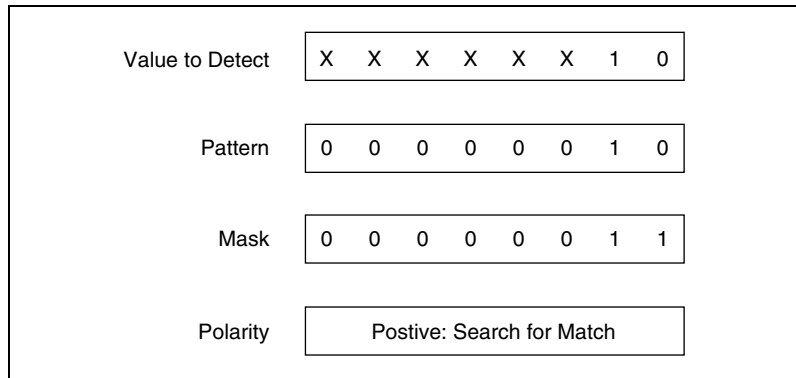 Value to Detect X X X X X X 1 0
Pattern 0 0 0 0 0 0 1 0
Mask 0 0 0 0 0 0 1 1
Polarity Postive: Search for Match